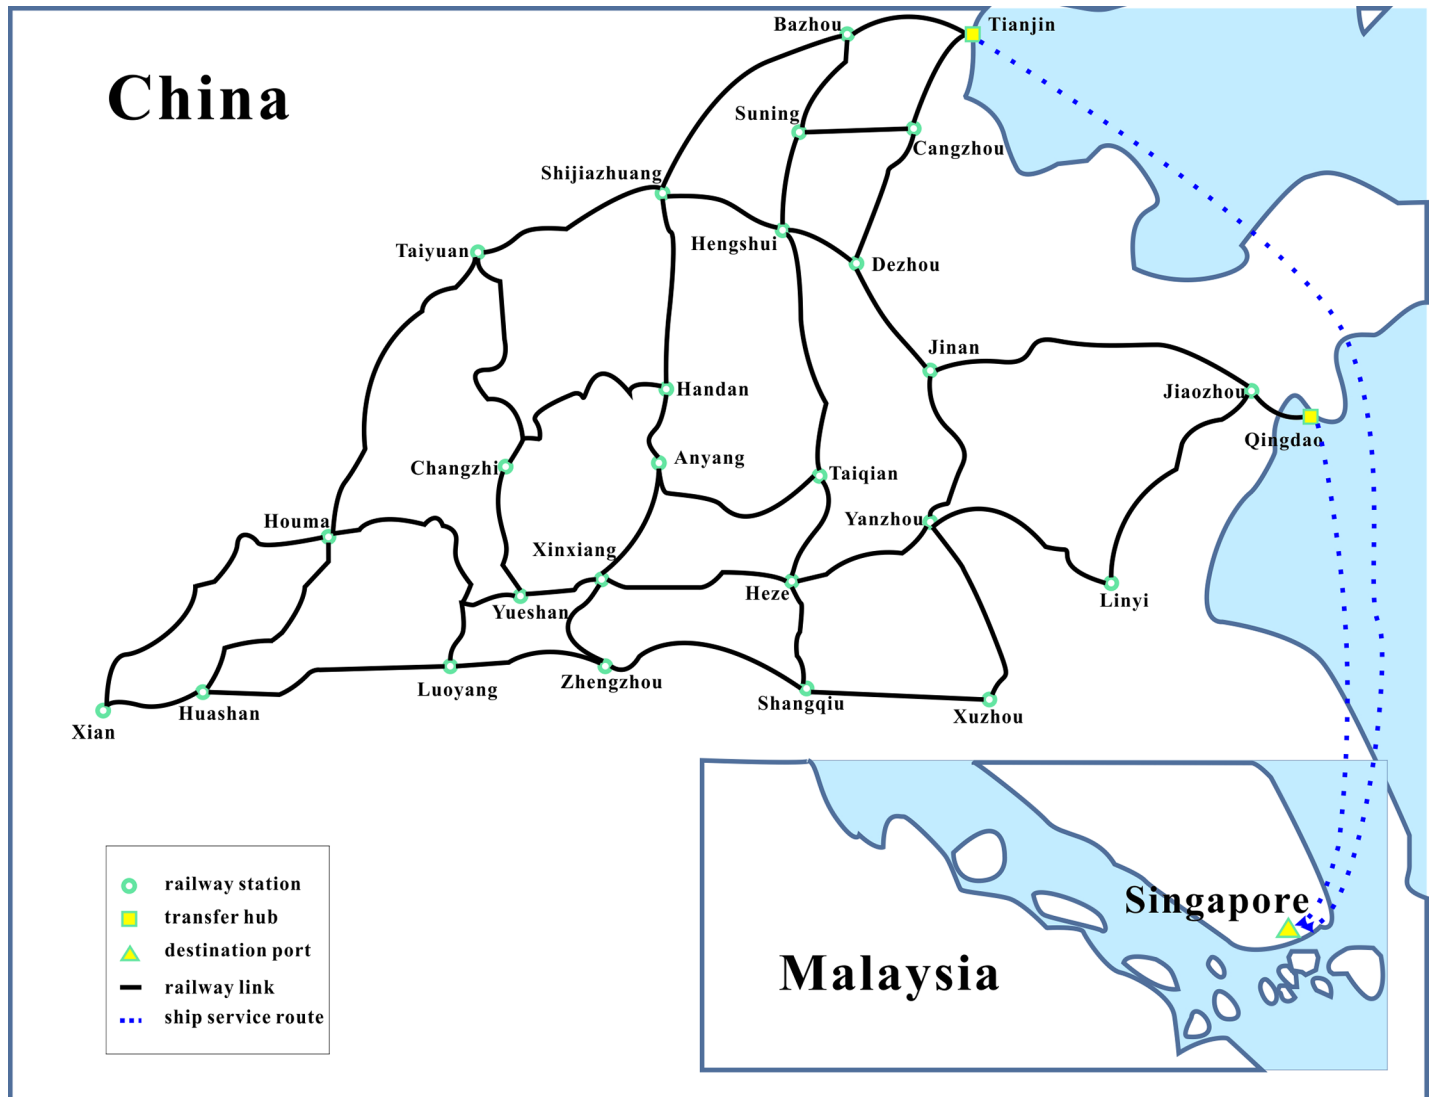 Bazhou
Tianjin
China
Suning
Cangzhou
Shijiazhuang
Hengshui
Taiyuan
Dezhou
Jinan
Handan
Jiaozhou
Qingdao
Changzhi
Anyang
Taiqian
Houma
Yanzhou
Xinxiang
Yueshan
Heze
Linyi
Luoyang
Zhengzhou
Shangqiu
Xuzhou
Huashan
Xian
railway station
transfer hub
destination port
railway link
ship service route
Singapore
Malaysia